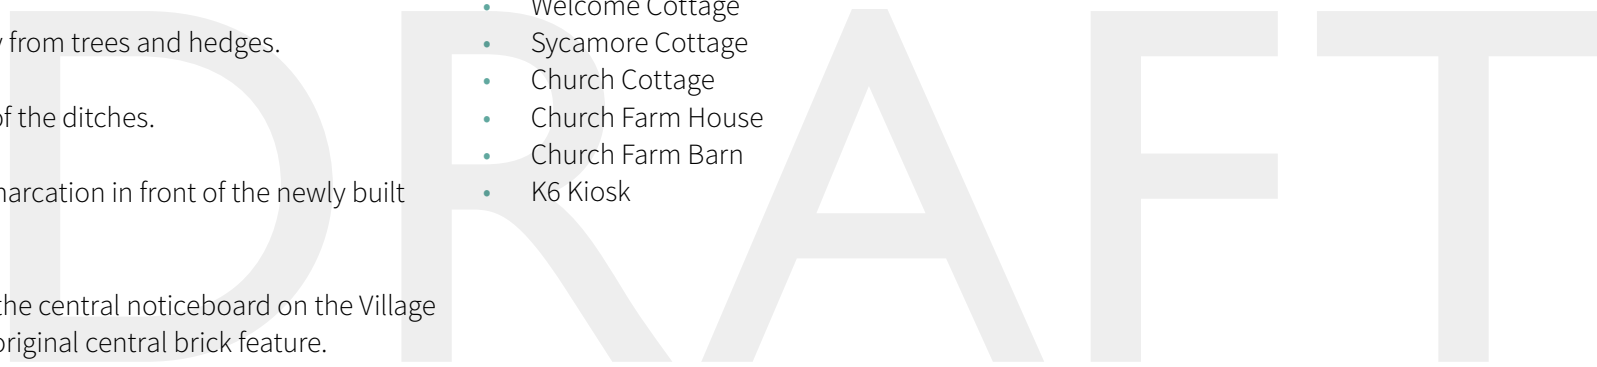 from trees and hedges.
of the ditches.
in front of the newly built
the central noticeboard on the Village
original central brick feature.
• Welcome Cottage
• Sycamore Cottage
• Church Cottage
• Church Farm House
• Church Farm Barn
• K6 Kiosk
DRAFT